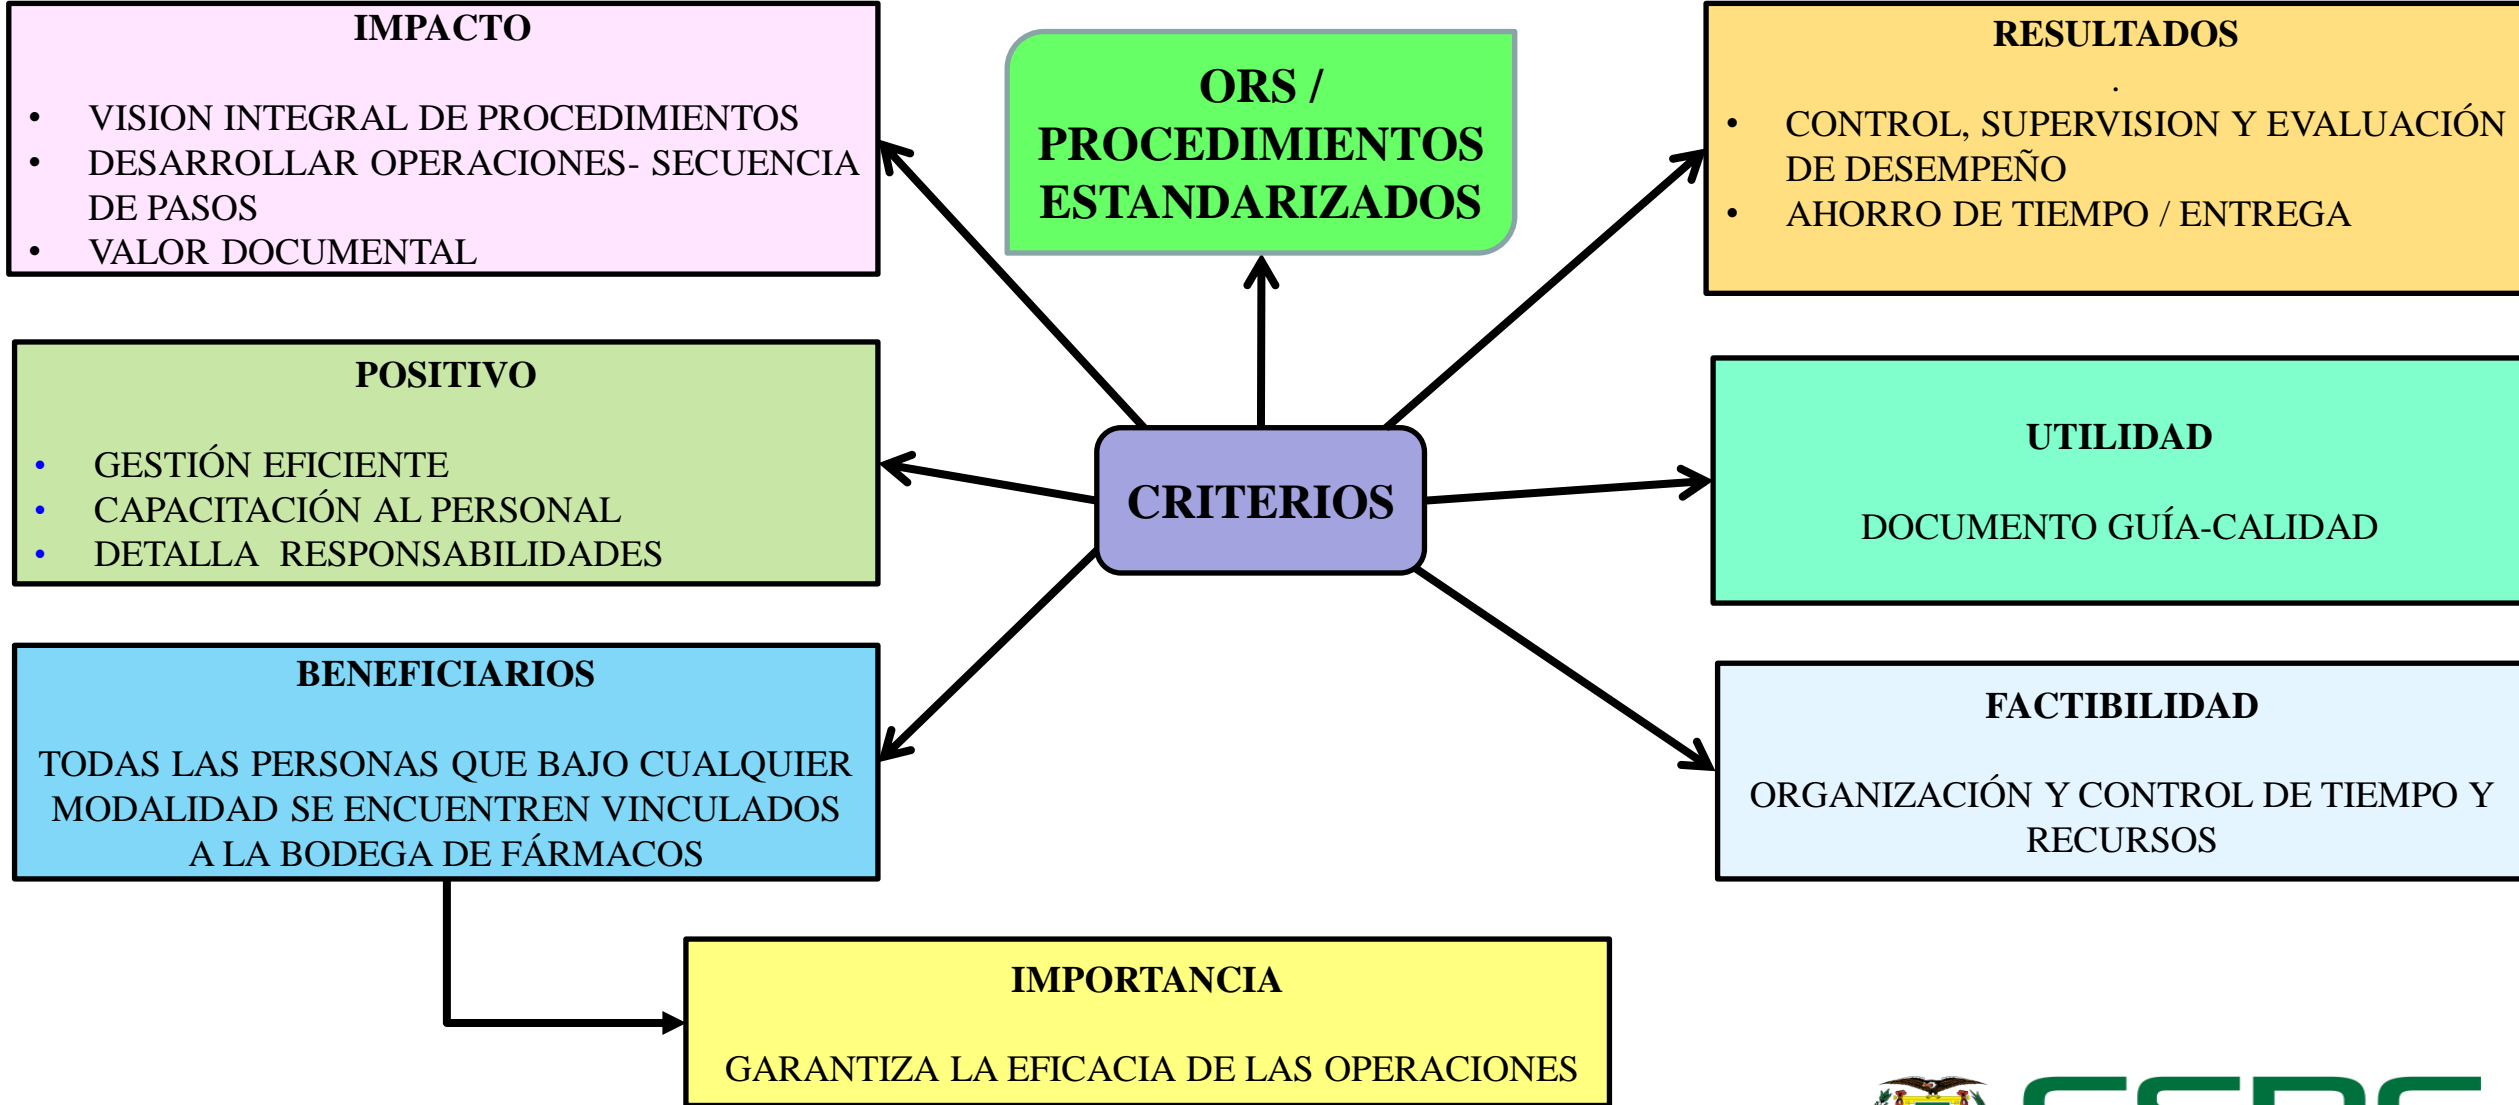 IMPACTO
• VISION INTEGRAL DE PROCEDIMIENTOS
• DESARROLLAR OPERACIONES- SECUENCIA
DE PASOS
• VALOR DOCUMENTAL
ORS /
PROCEDIMIENTOS
ESTANDARIZADOS
RESULTADOS
.
• CONTROL, SUPERVISION Y EVALUACIÓN
DE DESEMPEÑO
• AHORRO DE TIEMPO / ENTREGA
POSITIVO
• GESTIÓN EFICIENTE
• CAPACITACIÓN AL PERSONAL
• DETALLA RESPONSABILIDADES
CRITERIOS
UTILIDAD
DOCUMENTO GUÍA-CALIDAD
BENEFICIARIOS
TODAS LAS PERSONAS QUE BAJO CUALQUIER
MODALIDAD SE ENCUENTREN VINCULADOS
A LA BODEGA DE FÁRMACOS
FACTIBILIDAD
ORGANIZACIÓN Y CONTROL DE TIEMPO Y
RECURSOS
IMPORTANCIA
GARANTIZA LA EFICACIA DE LAS OPERACIONES